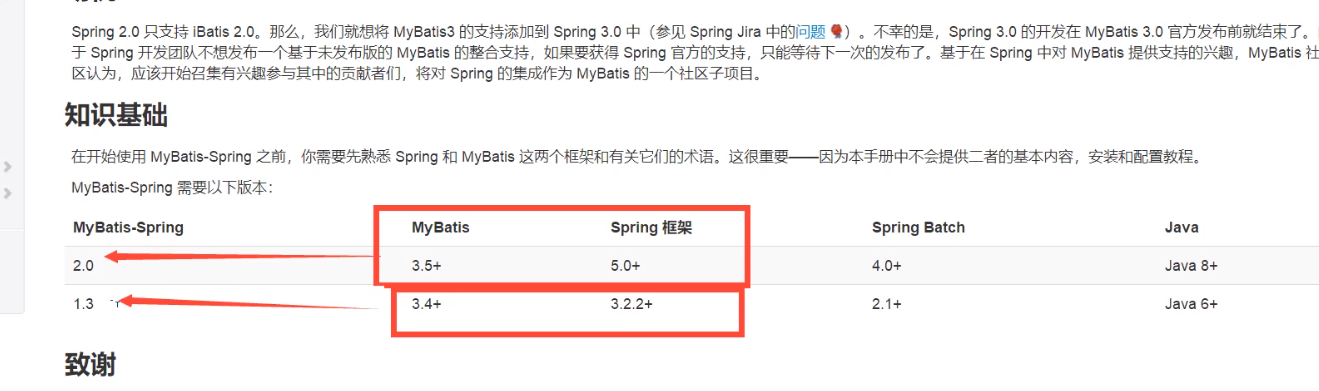 Spring 2.0 只支持 iBatis 2.0。那么，我们就想将 MyBatis3 的支持添加到 Spring 3.0 中（参见 Spring Jira 中的问题）。不幸的是，Spring 3.0 的开发在 MyBatis 3.0 官方发布前就结束了。
于 Spring 开发团队不想发布一个基于未发布版的 MyBatis 的整合支持，如果要获得 Spring 官方的支持，只能等待下一次的发布了。基于在 Spring 中对 MyBatis 提供支持的兴趣，MyBatis 社
区认为，应该开始召集有兴趣参与其中的贡献者们，将对 Spring 的集成作为 MyBatis 的一个社区子项目。
知识基础
在开始使用 MyBatis-Spring 之前，你需要先熟悉 Spring 和 MyBatis 这两个框架和有关它们的术语。这很重要——因为本手册中不会提供二者的基本内容，安装和配置教程。
MyBatis-Spring 需要以下版本：
MyBatis-Spring MyBatis Spring 框架 Spring Batch Java
2.0 3.5+ 5.0+ 4.0+ Java 8+
1.3 3.4+ 3.2.2+ 2.1+ Java 6+
致谢